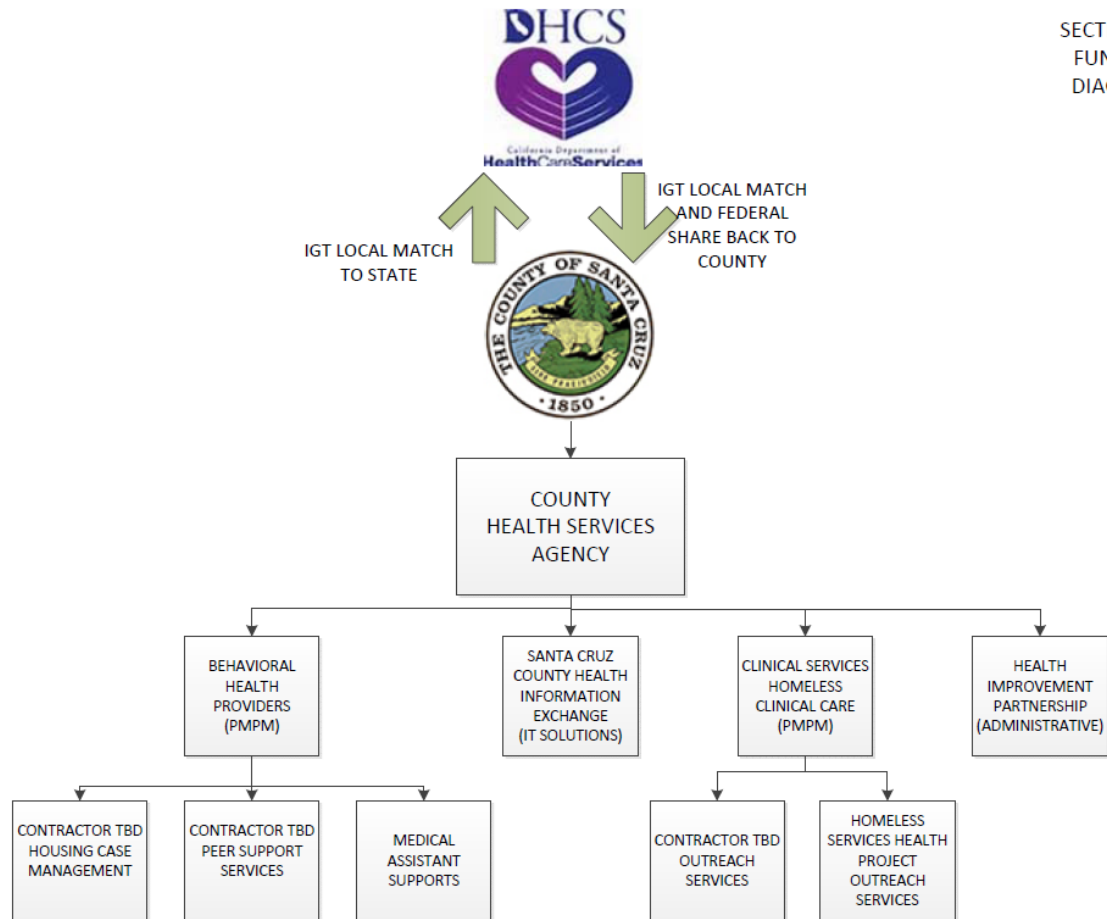 DHCS
SECT
FUN
DIA
California Department of
HealthCareServices
IGT LOCAL MATCH
AND FEDERAL
SHARE BACK TO
COUNTY
IGT LOCAL MATCH
TO STATE
THE COUNTY OF SANTA CRUZ
1850
COUNTY
HEALTH SERVICES
AGENCY
BEHAVIORAL
HEALTH
PROVIDERS
(PMPM)
SANTA CRUZ
COUNTY HEALTH
INFORMATION
EXCHANGE
(IT SOLUTIONS)
CLINICAL SERVICES
HOMELESS
CLINICAL CARE
(PMPM)
HEALTH
IMPROVEMENT
PARTNERSHIP
(ADMINISTRATIVE)
CONTRACTOR TBD
HOUSING CASE
MANAGEMENT
CONTRACTOR TBD
PEER SUPPORT
SERVICES
MEDICAL
ASSISTANT
SUPPORTS
CONTRACTOR TBD
OUTREACH
SERVICES
HOMELESS
SERVICES HEALTH
PROJECT
OUTREACH
SERVICES